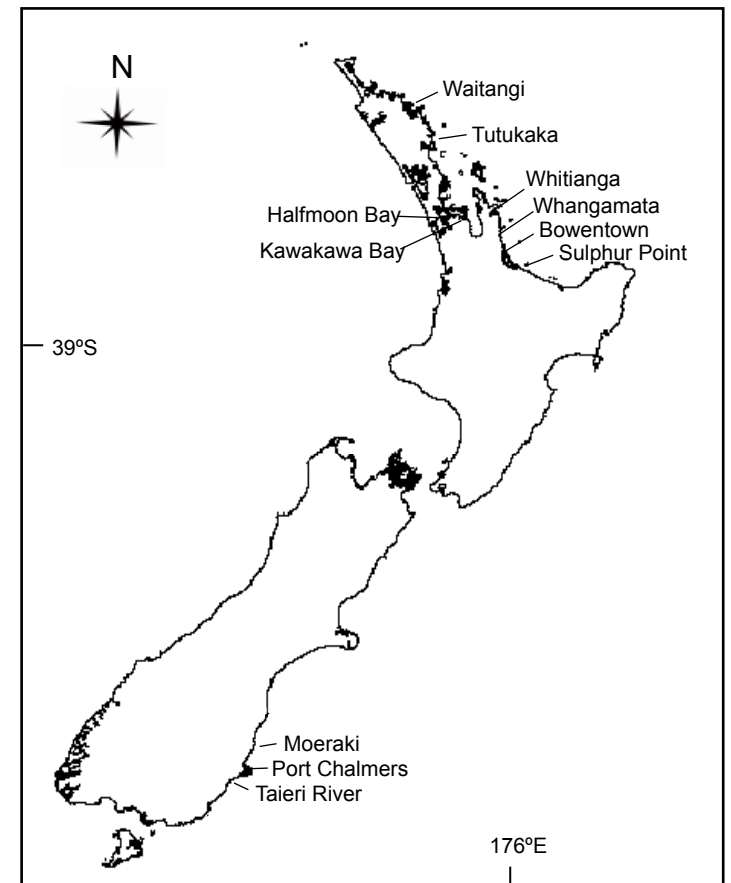 N
Waitangi
Tutukaka
Whitianga
Halfmoon Bay
Whangamata
Bowentown
Kawakawa Bay
Sulphur Point
39ºS
Moeraki
Port Chalmers
Taieri River
176ºE